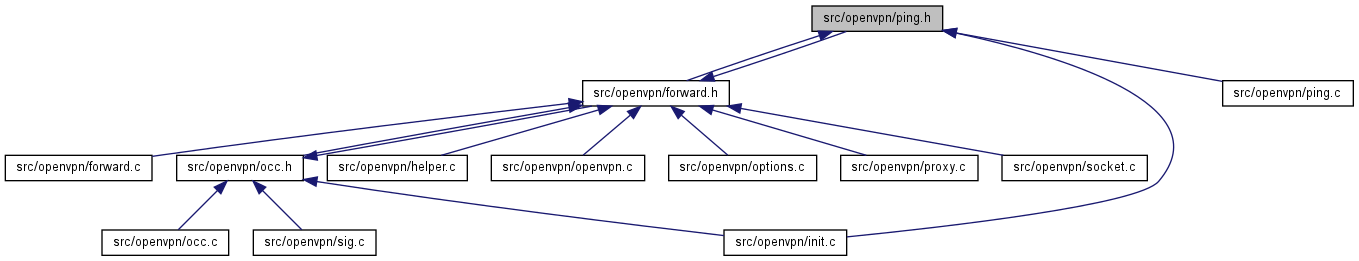 src/openvpn/ping.h
src/openvpn/forward.h
src/openvpn/ping.c
src/openvpn/forward.c
src/openvpn/occ.h
src/openvpn/helper.c
src/openvpn/openvpn.c
src/openvpn/options.c
src/openvpn/proxy.c
src/openvpn/socket.c
src/openvpn/occ.c
src/openvpn/sig.c
src/openvpn/init.c